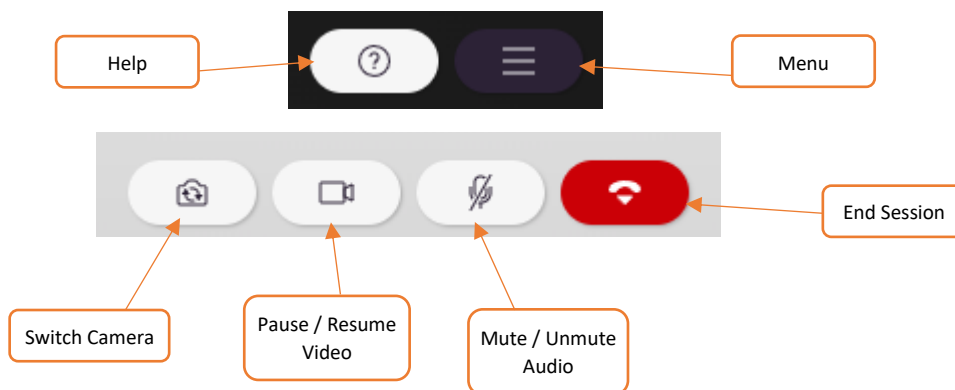 Help
Menu
End Session
Switch Camera
Pause / Resume
Video
Mute / Unmute
Audio